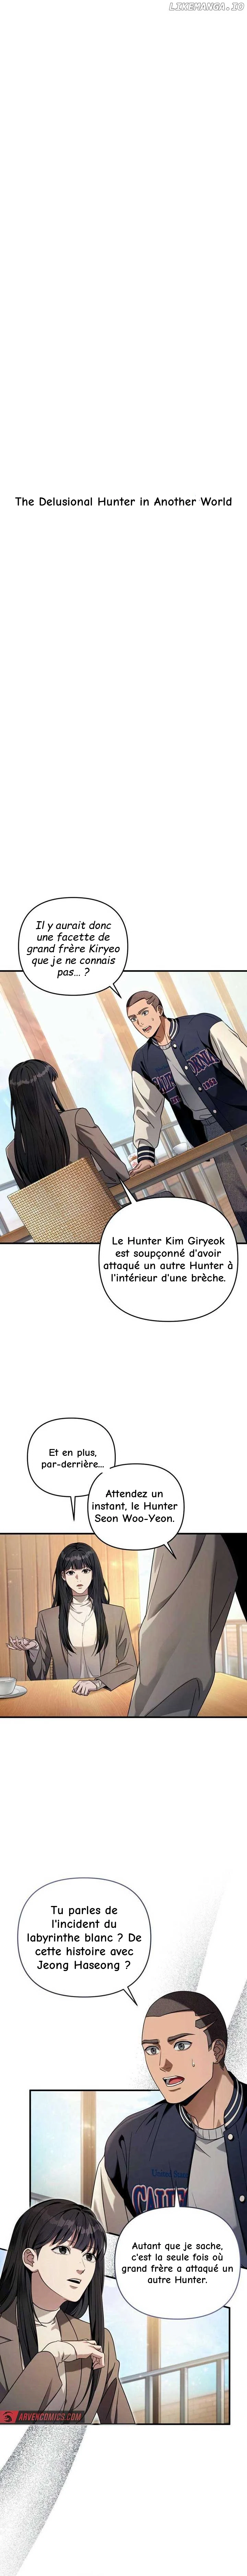 LIKEMANGA.IO
The Delusional Hunter in Another World
Il y aurait donc
une facette de
grand frère Kiryeo
que je ne connais
pas... ?
Le Hunter Kim Giryeok
est soupçonné d'avoir
attaqué un autre Hunter à
l'intérieur d'une brèche.
Et en plus,
par-derrière...
Attendez un
instant, le Hunter
Seon Woo-Yeon.
Tu parles de
l'incident du
labyrinthe blanc ? De
cette histoire avec
Jeong Haseong ?
Autant que je sache,
c'est la seule fois où
grand frère a attaqué un
autre Hunter.
ARVENCOMICS.COM